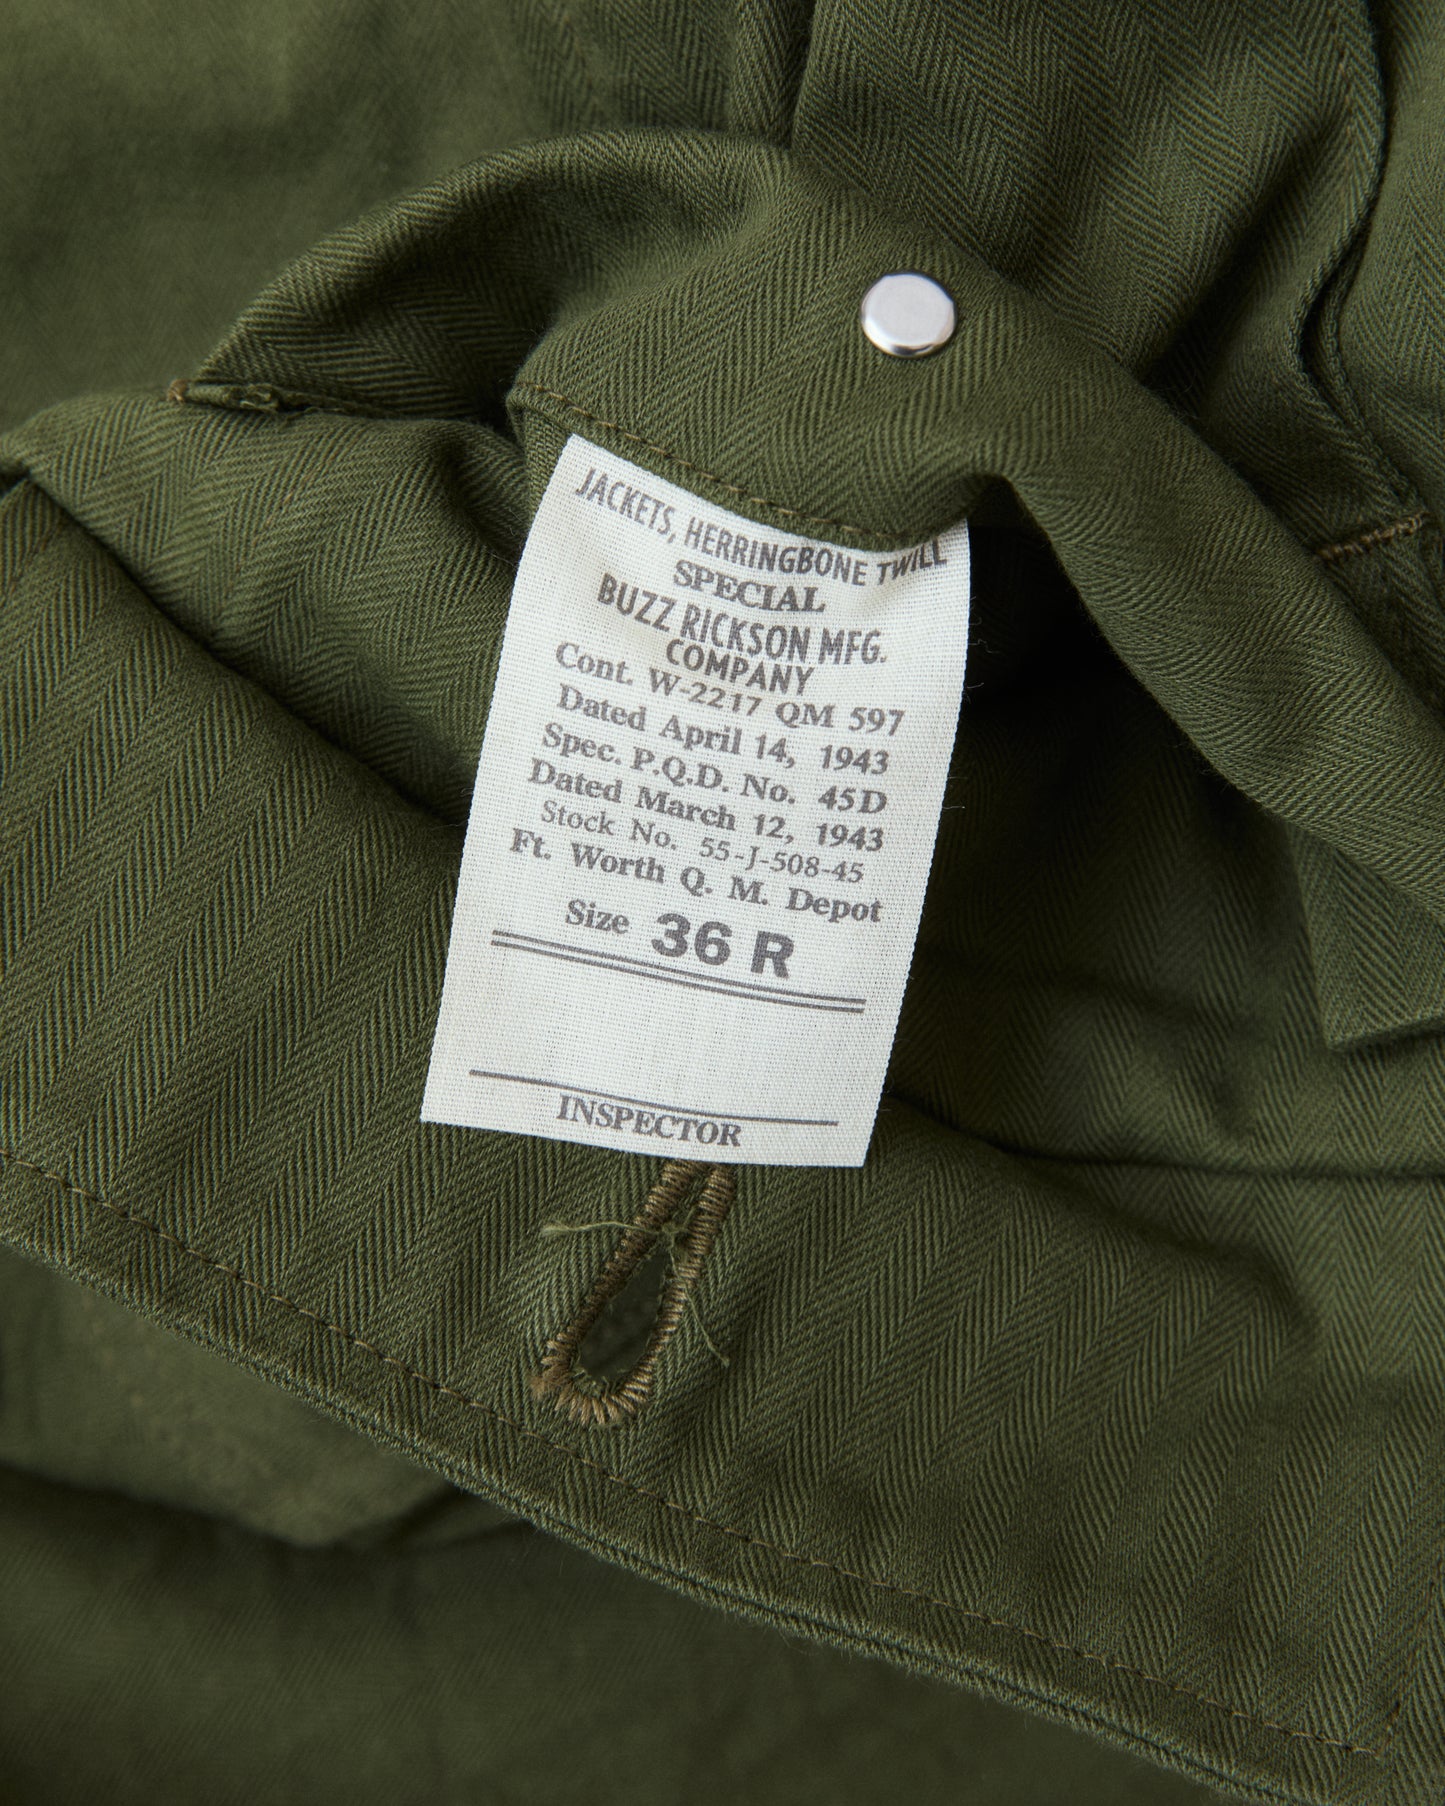 JACKETS, HERRINGBONE TWILL
SPECIAL
BUZZ RICKSON MFG.
COMPANY
Cont. W-2217 QM 597
Dated April 14, 1943
Spec. P.Q.D. No. 45D
Dated March 12, 1943
Stock No. 55-J-508-45
Ft. Worth Q. M. Depot
Size 36 R
INSPECTOR